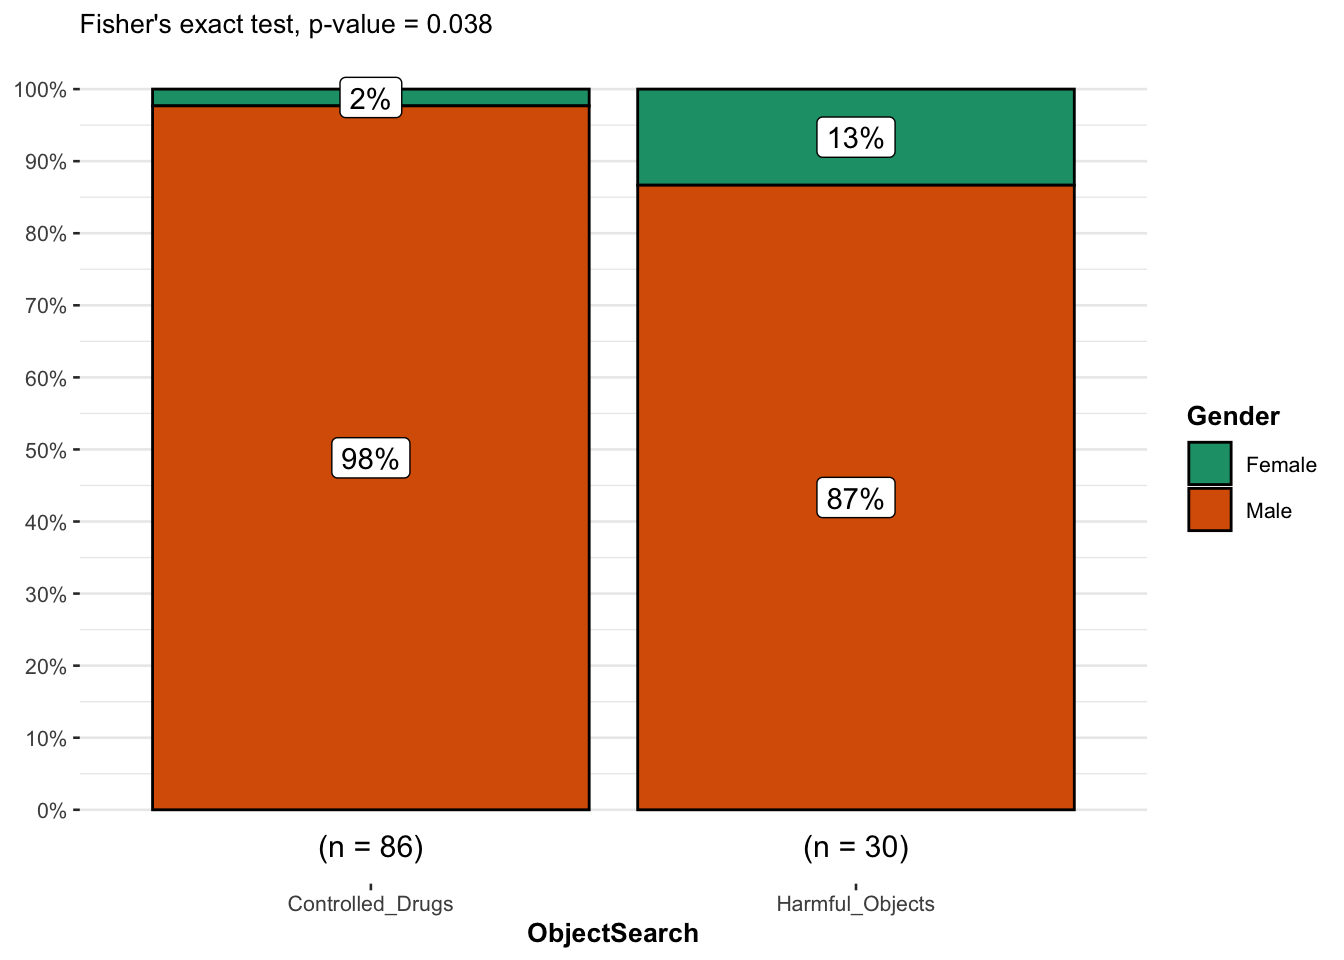 Fisher's exact test, p-value = 0.038
100%
90%
80%
70%
60%
50%
40%
30%
20%
10%
0%
2%
98%
13%
87%
(n = 86)
(n = 30)
Controlled_Drugs
Harmful_Objects
ObjectSearch
Gender
Female
Male